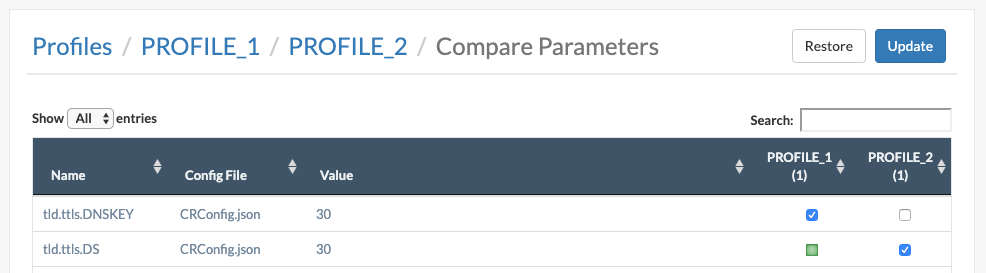 Profiles / PROFILE_1 / PROFILE_2 / Compare Parameters Restore Update
Show All entries Search:
Name Config File Value PROFILE_1 (1) PROFILE_2 (1)
tld.ttls.DNSKEY CRConfig.json 30
tld.ttls.DS CRConfig.json 30